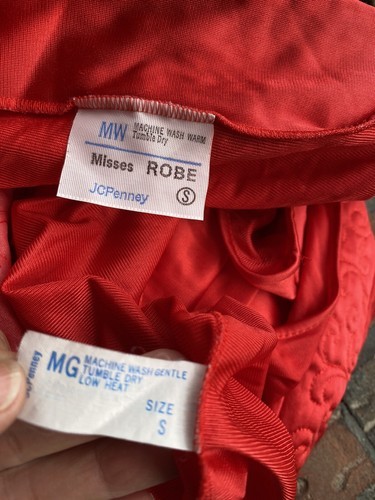 MW MACHINE WASH WARM
Tumble Dry
Misses ROBE
JCPenney S
JCPenney
MG MACHINE WASH GENTLE
TUMBLE DRY
LOW HEAT
SIZE
S